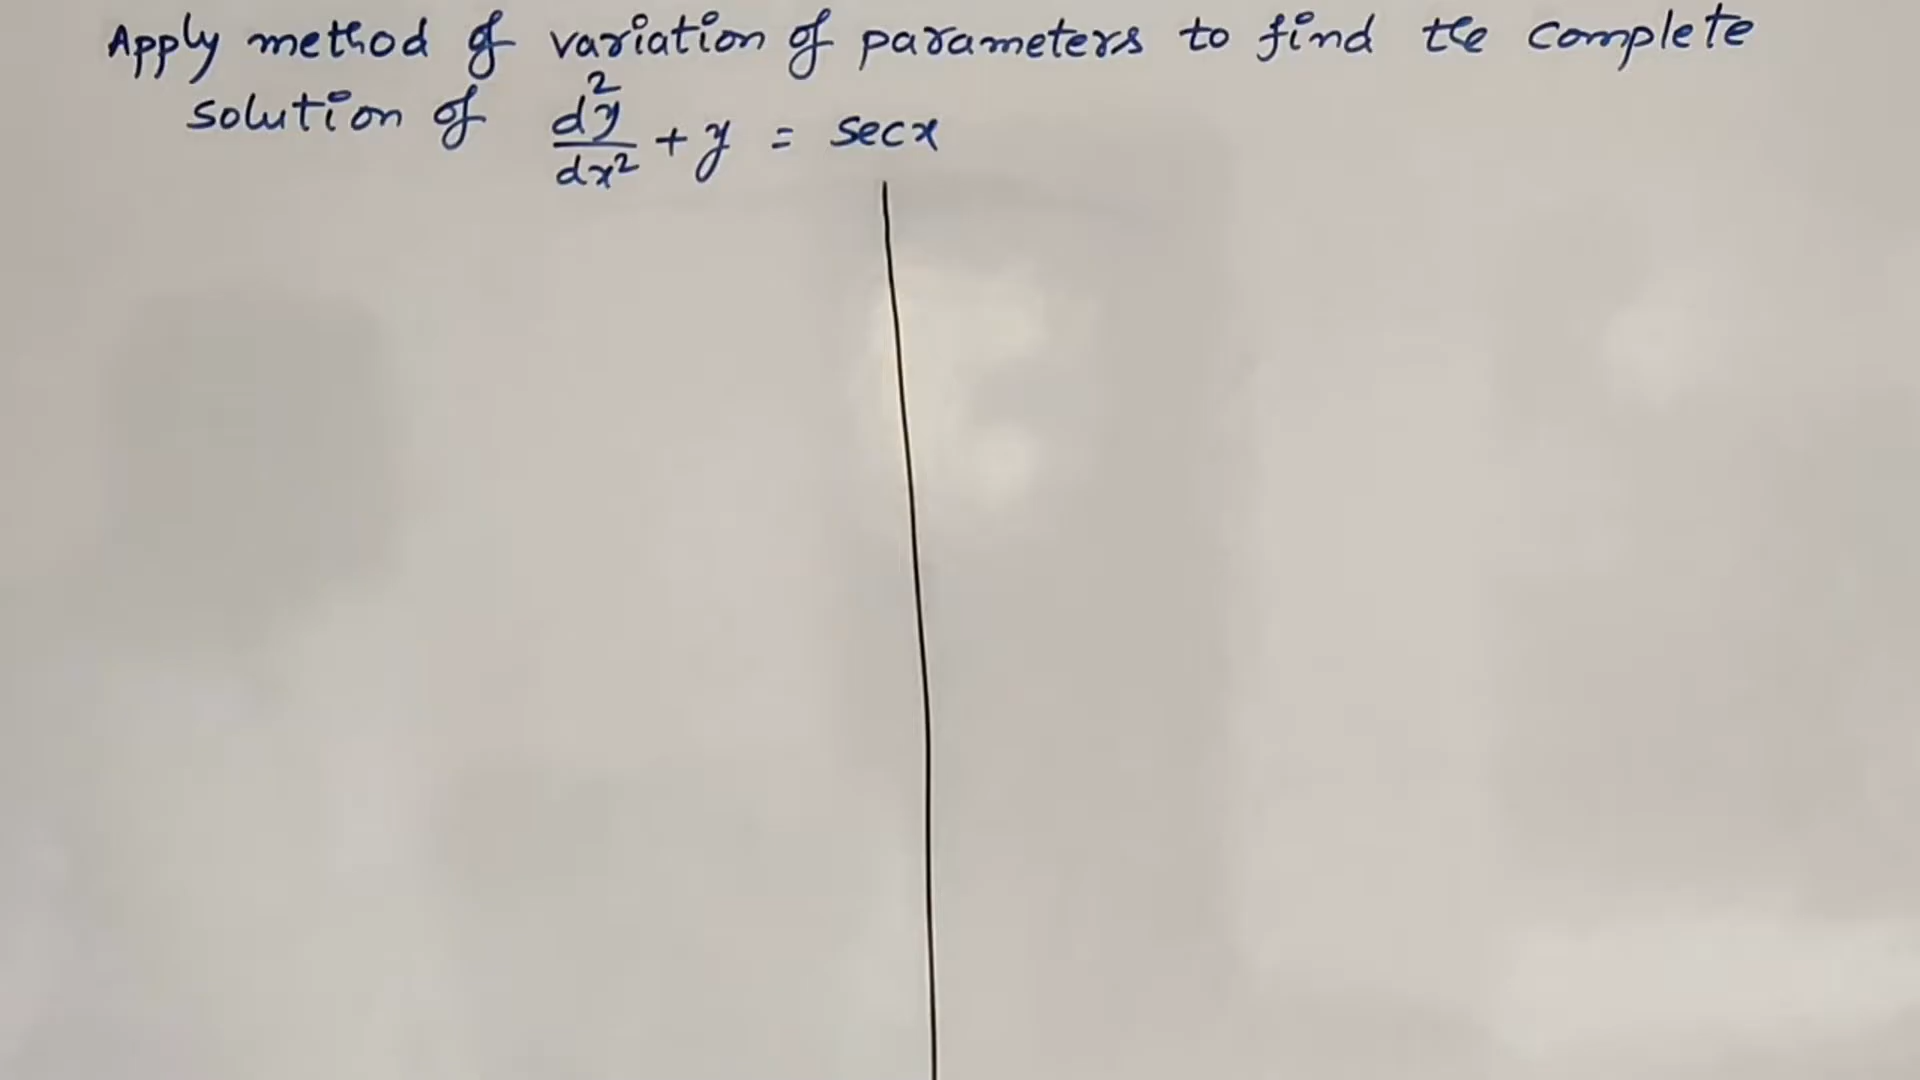 Apply method of variation of parameters to find the complete
solution of d²y/dx² + y = secx